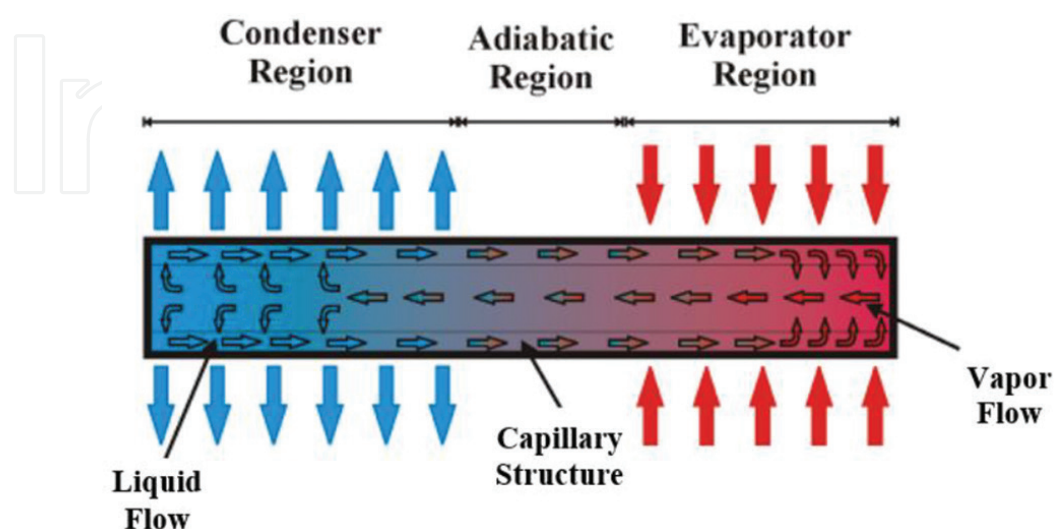 Condenser
Region
Adiabatic
Region
Evaporator
Region
Vapor
Flow
Capillary
Structure
Liquid
Flow